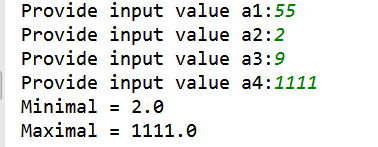 Provide input value a1:55
Provide input value a2:2
Provide input value a3:9
Provide input value a4:1111
Minimal = 2.0
Maximal = 1111.0